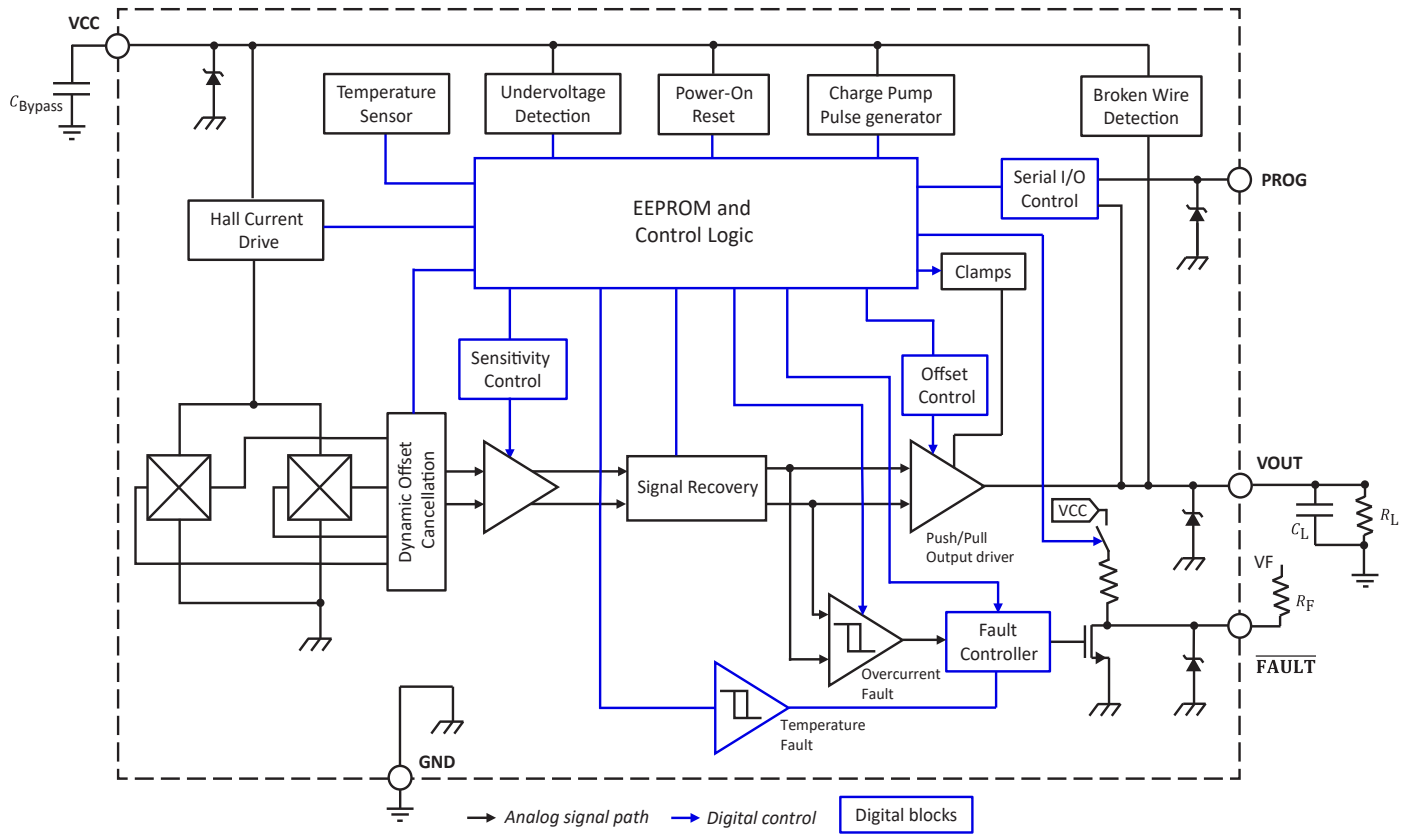 VCC
C_Bypass
Temperature
Sensor
Undervoltage
Detection
Power-On
Reset
Charge Pump
Pulse generator
Broken Wire
Detection
EEPROM and
Control Logic
Serial I/O
Control
PROG
Hall Current
Drive
Clamps
Sensitivity
Control
Offset
Control
Dynamic Offset
Cancellation
Signal Recovery
Push/Pull
Output driver
VCC
VOUT
C_L
R_L
VF
R_F
Fault
Controller
FAULT
Overcurrent
Fault
Temperature
Fault
GND
Analog signal path
Digital control
Digital blocks